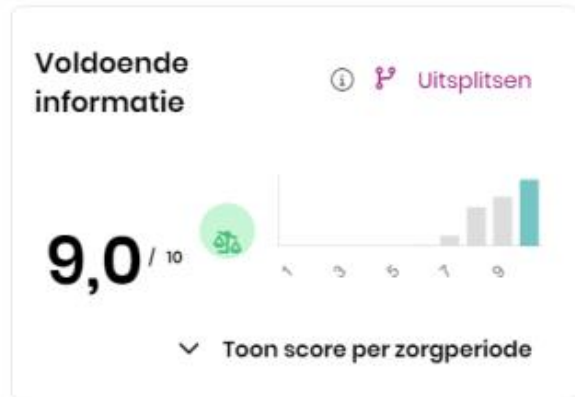 Voldoende
informatie
Uitsplitsen
9,0 / 10
1 3 5 7 9
Toon score per zorgperiode